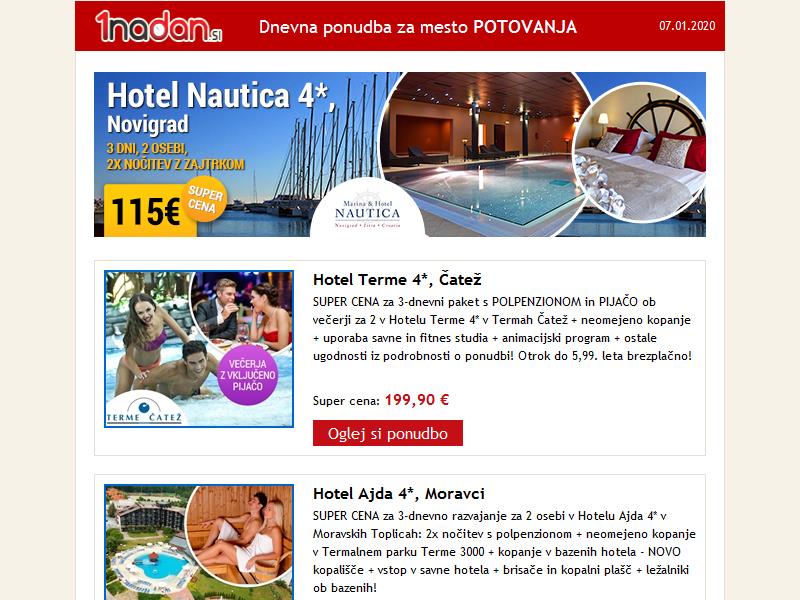 1nadan.si
Dnevna ponudba za mesto POTOVANJA
07.01.2020
Hotel Nautica 4*,
Novigrad
3 DNI, 2 OSEBI,
2X NOČITEV Z ZAJTRKOM
115€
SUPER
CENA
Marina & Hotel
NAUTICA
Novigrad • Istra • Croatia
Hotel Terme 4*, Čatež
SUPER CENA za 3-dnevni paket s POLPENZIONOM in PIJAČO ob
večerji za 2 v Hotelu Terme 4* v Termah Čatež + neomejeno kopanje
+ uporaba savne in fitnes studia + animacijski program + ostale
ugodnosti iz podrobnosti o ponudbi! Otrok do 5,99. leta brezplačno!
VEČERJA
Z VKLJUČENO
PIJAČO
TERME ČATEŽ
Super cena: 199,90 €
Oglej si ponudbo
Hotel Ajda 4*, Moravci
SUPER CENA za 3-dnevno razvajanje za 2 osebi v Hotelu Ajda 4* v
Moravskih Toplicah: 2x nočitev s polpenzionom + neomejeno kopanje
v Termalnem parku Terme 3000 + kopanje v bazenih hotela - NOVO
kopališče + vstop v savne hotela + brisače in kopalni plašč + ležalniki
ob bazenih!